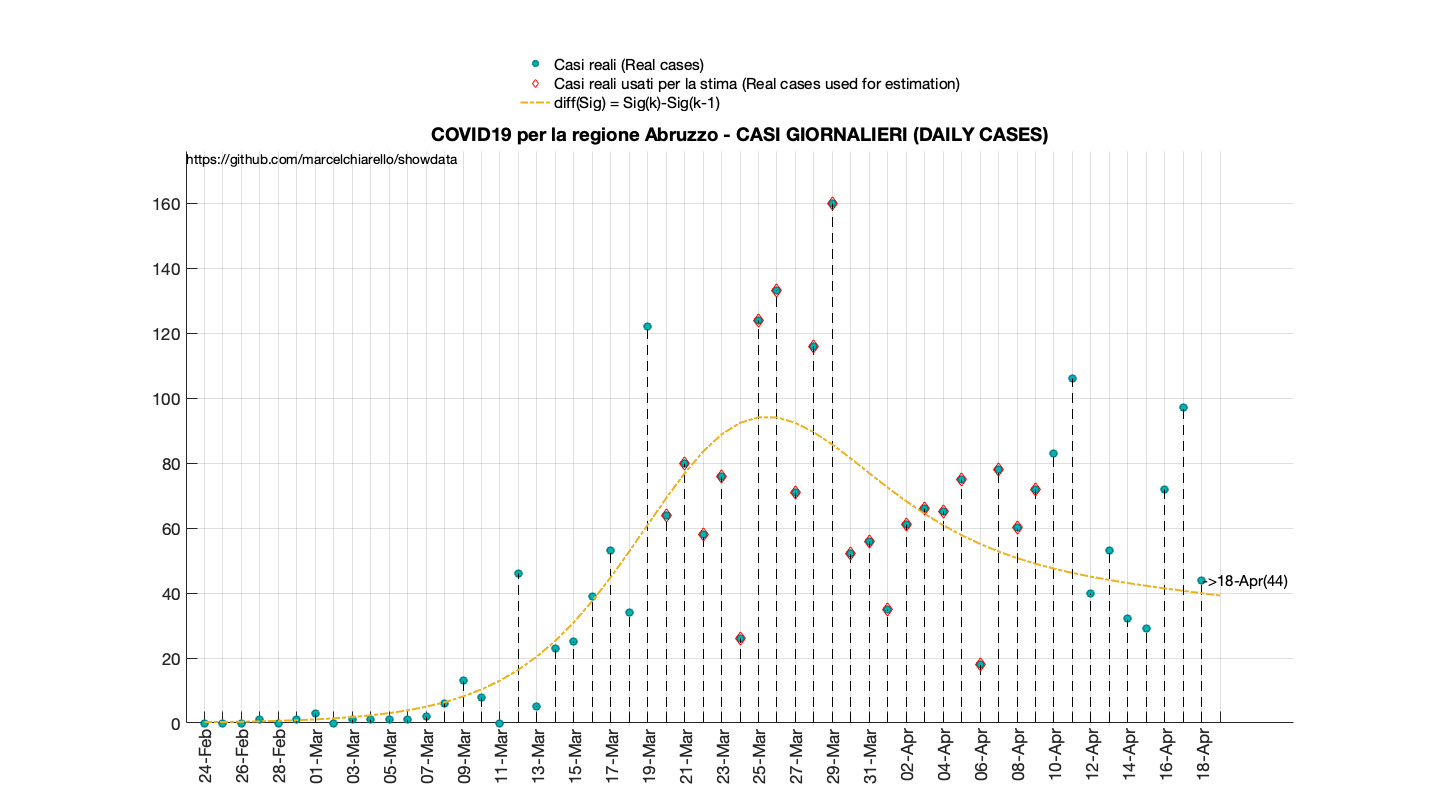 Casi reali (Real cases)
Casi reali usati per la stima (Real cases used for estimation)
diff(Sig) = Sig(k)-Sig(k-1)
COVID19 per la regione Abruzzo - CASI GIORNALIERI (DAILY CASES)
https://github.com/marcelchiarello/showdata
160
140
120
100
80
60
40
20
0
->18-Apr(44)
24-Feb
26-Feb
28-Feb
01-Mar
03-Mar
05-Mar
07-Mar
09-Mar
11-Mar
13-Mar
15-Mar
17-Mar
19-Mar
21-Mar
23-Mar
25-Mar
27-Mar
29-Mar
31-Mar
02-Apr
04-Apr
06-Apr
08-Apr
10-Apr
12-Apr
14-Apr
16-Apr
18-Apr